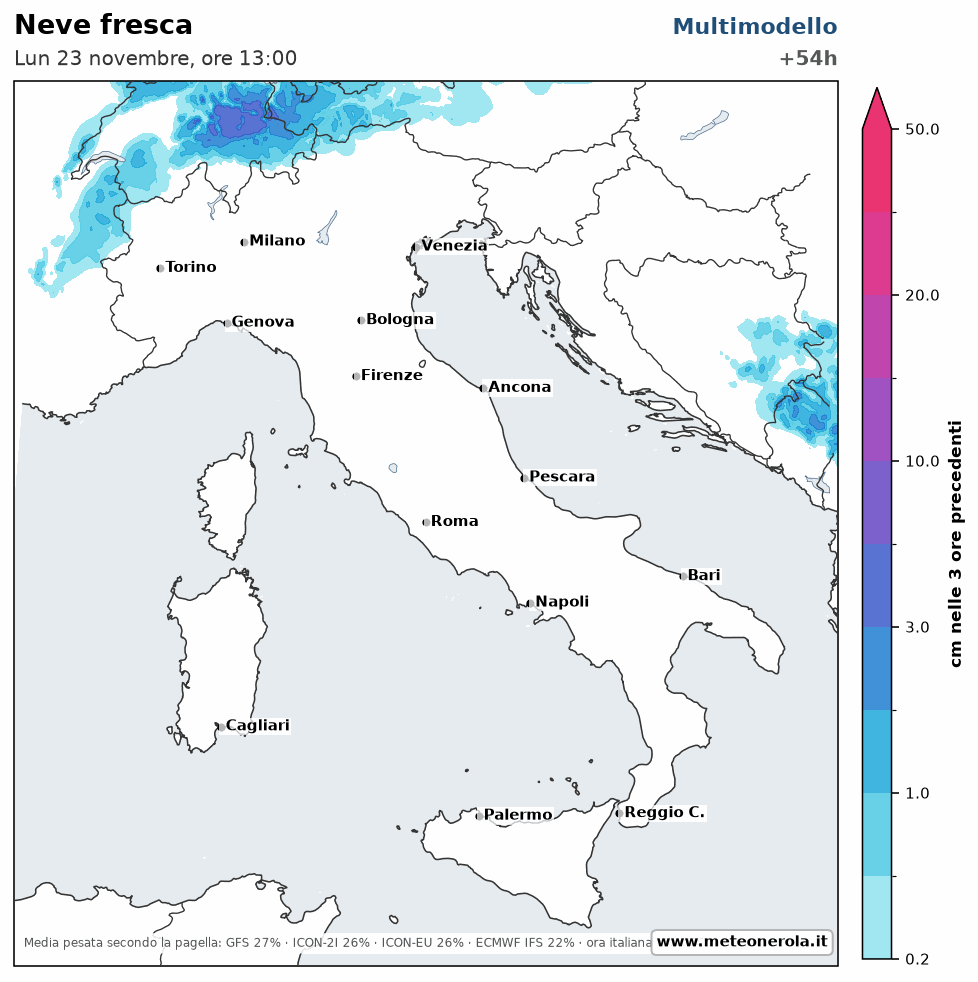 Neve fresca
Multimodello
Lun 23 novembre, ore 13:00
+54h
50.0
Milano
Venezia
Torino
20.0
Genova
Bologna
Firenze
Ancona
10.0
Pescara
Roma
cm nelle 3 ore precedenti
Bari
Napoli
3.0
Cagliari
1.0
Palermo
Reggio C.
Media pesata secondo la pagella: GFS 27% · ICON-2I 26% · ICON-EU 26% · ECMWF IFS 22% · ora italiana
www.meteonerola.it
0.2